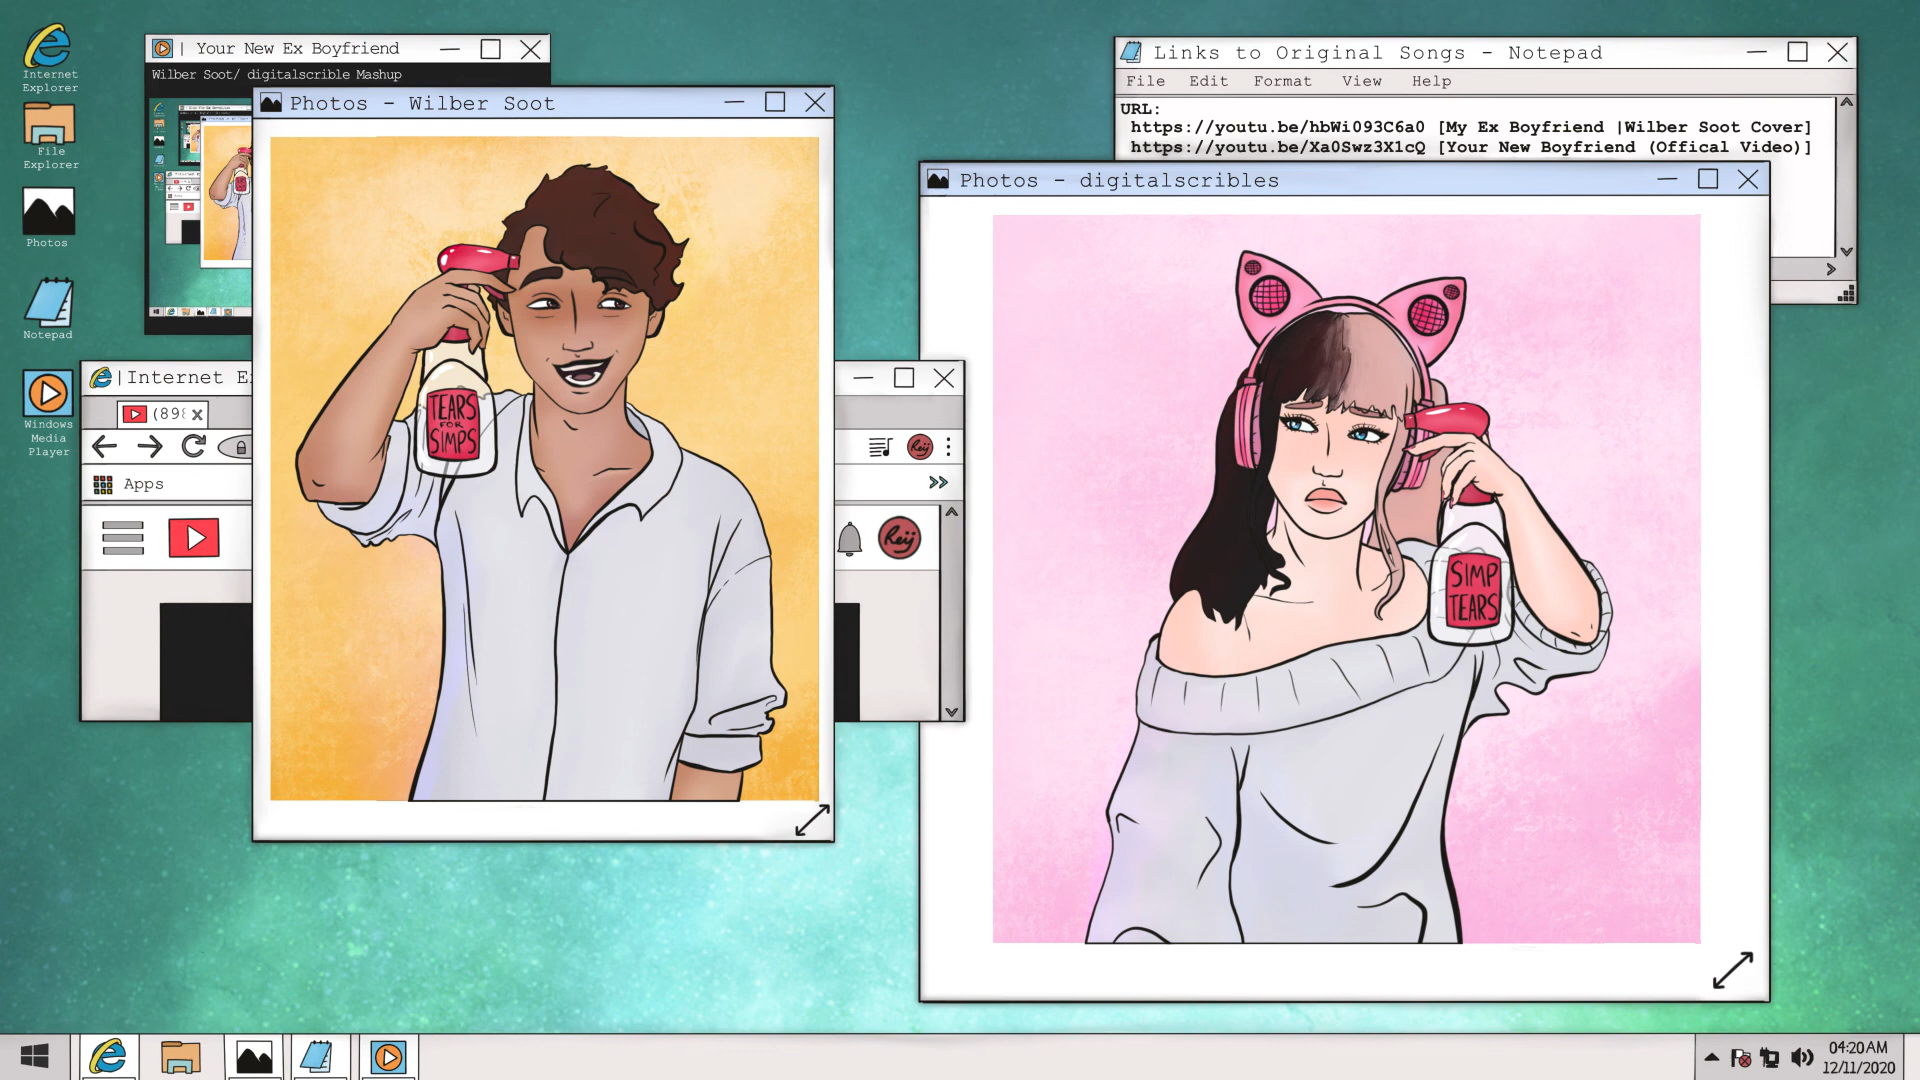 Internet
Explorer
File
Explorer
Photos
Notepad
Windows
Media
Player
| Your New Ex Boyfriend
Wilber Soot/ digitalscrible Mashup
Photos - Wilber Soot
TEARS
FOR
SIMPS
|Internet E
(898
Apps
Reij
Reij
Links to Original Songs - Notepad
File Edit Format View Help
URL:
https://youtu.be/hbWi093C6a0 [My Ex Boyfriend |Wilber Soot Cover]
https://youtu.be/Xa0Swz3X1cQ [Your New Boyfriend (Offical Video)]
Photos - digitalscribles
SIMP
TEARS
04:20AM
12/11/2020